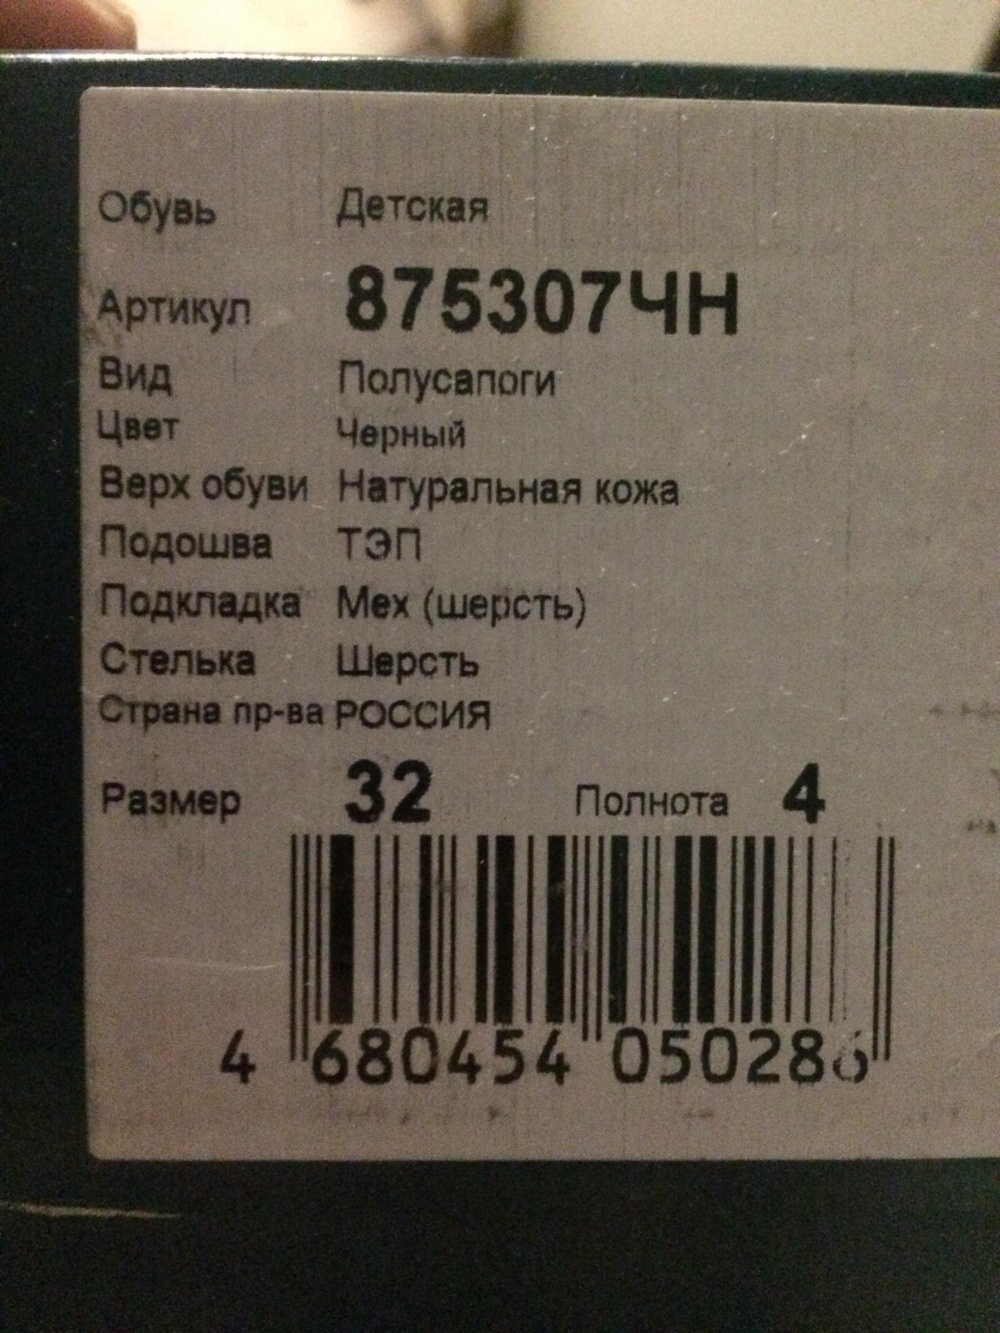 Обувь Детская
Артикул 875307ЧН
Вид Полусапоги
Цвет Черный
Верх обуви Натуральная кожа
Подошва ТЭП
Подкладка Мех (шерсть)
Стелька Шерсть
Страна пр-ва РОССИЯ
Размер 32 Полнота 4
4 680454 050286